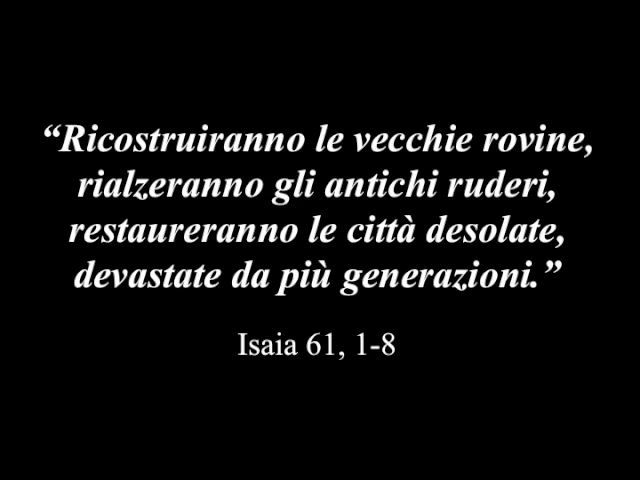 “Ricostruiranno le vecchie rovine,
rialzeranno gli antichi ruderi,
restaureranno le città desolate,
devastate da più generazioni.”
Isaia 61, 1-8